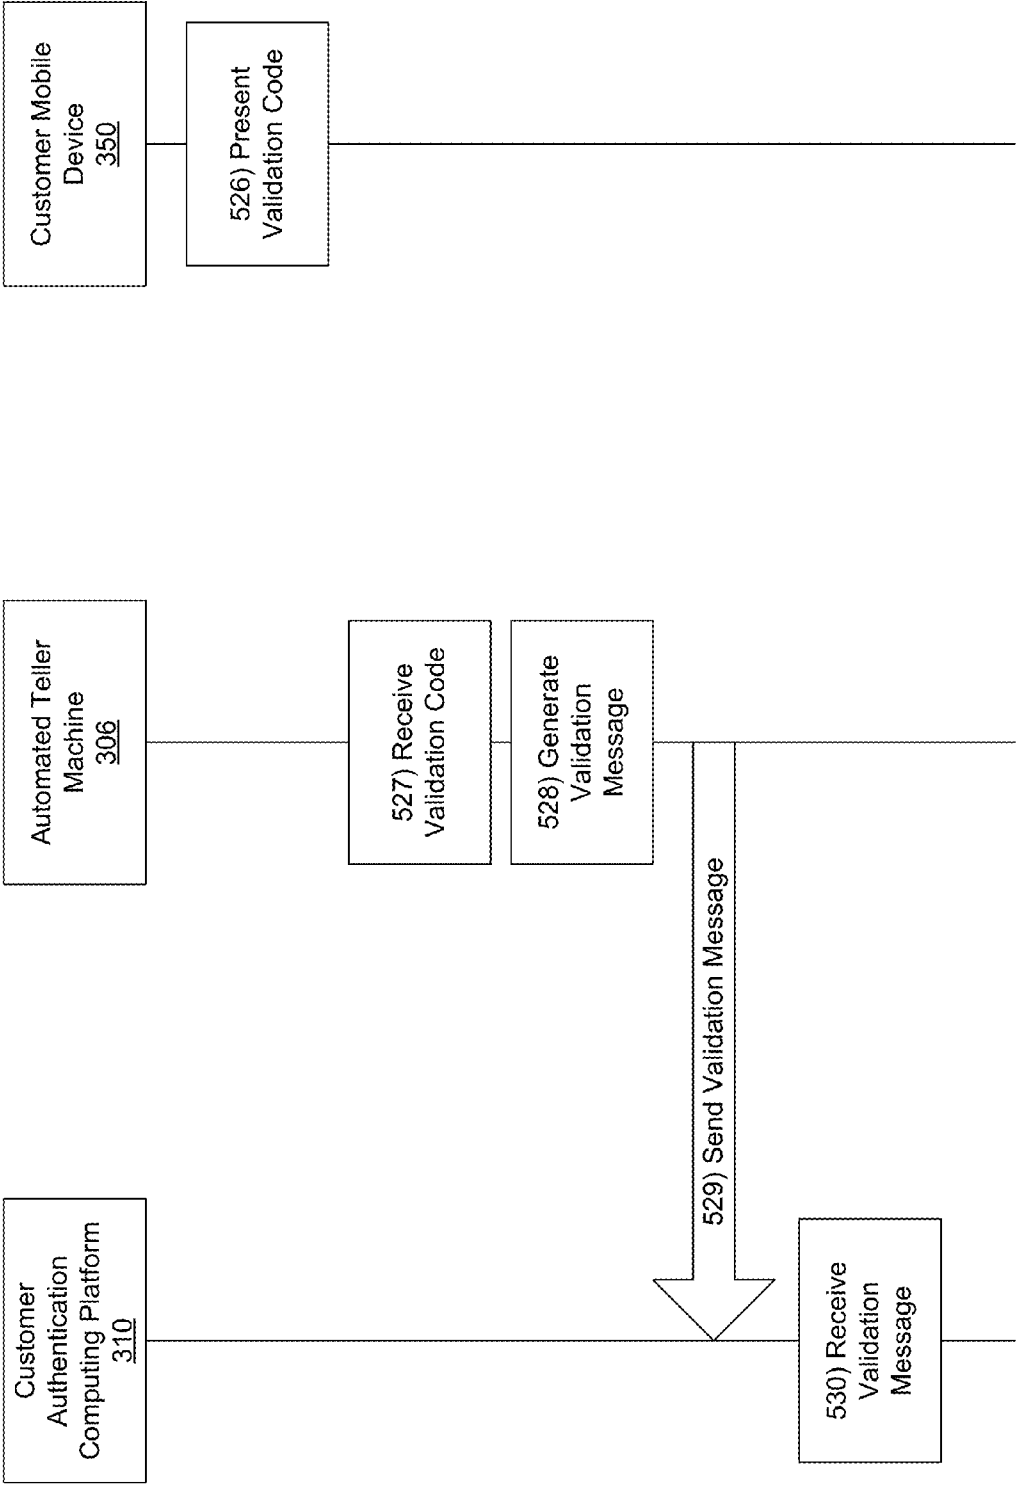 Customer
Authentication
Computing Platform
310
Automated Teller
Machine
306
Customer Mobile
Device
350
526) Present
Validation Code
527) Receive
Validation Code
528) Generate
Validation
Message
529) Send Validation Message
530) Receive
Validation
Message